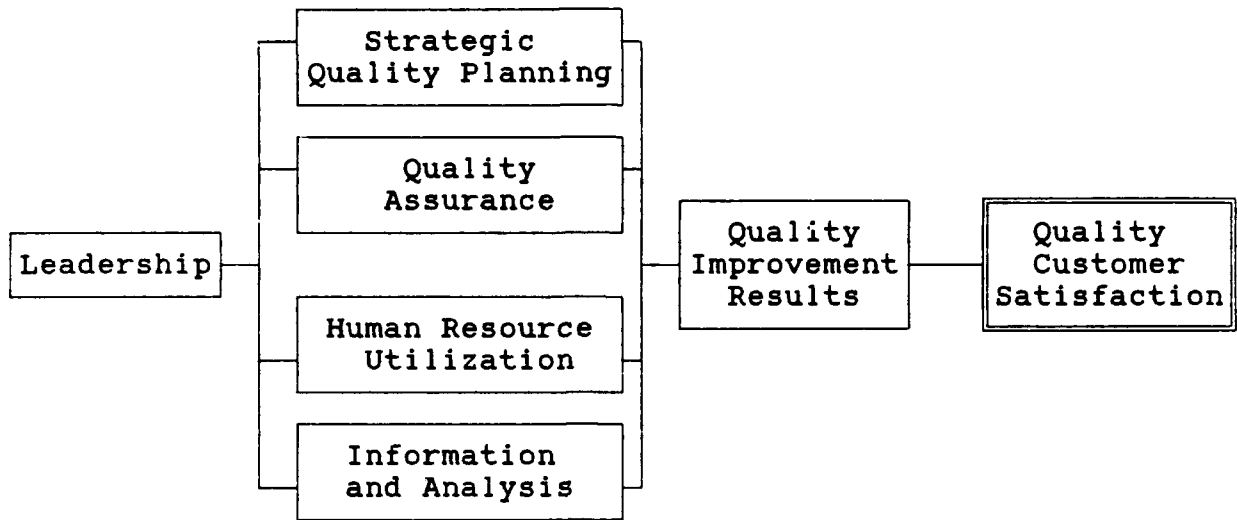 Leadership
Strategic
Quality Planning
Quality
Assurance
Human Resource
Utilization
Information
and Analysis
Quality
Improvement
Results
Quality
Customer
Satisfaction